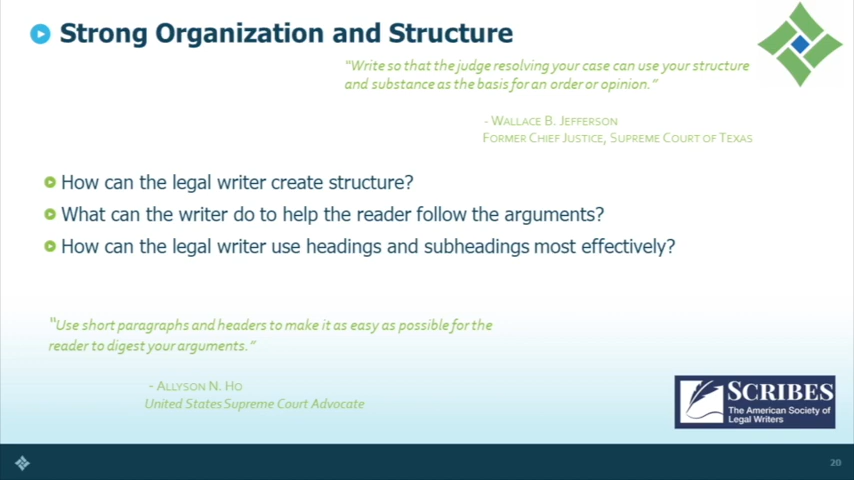 Strong Organization and Structure
"Write so that the judge resolving your case can use your structure
and substance as the basis for an order or opinion."
- Wallace B. Jefferson
Former Chief Justice, Supreme Court of Texas
How can the legal writer create structure?
What can the writer do to help the reader follow the arguments?
How can the legal writer use headings and subheadings most effectively?
"Use short paragraphs and headers to make it as easy as possible for the
reader to digest your arguments."
- Allyson N. Ho
United States Supreme Court Advocate
SCRIBES
The American Society of
Legal Writers
20